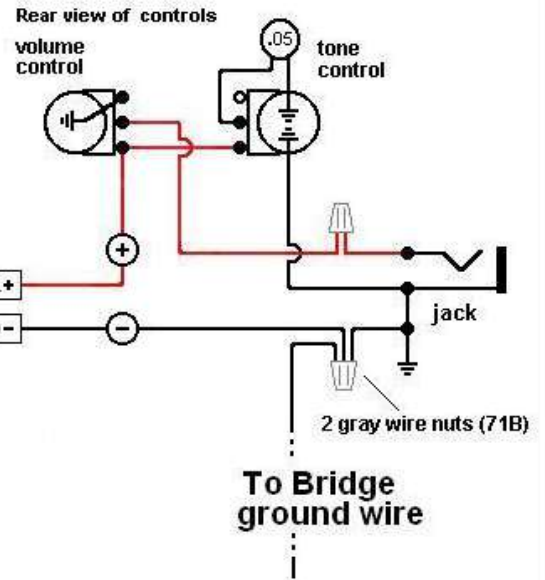 Rear view of controls
volume
control
.05
tone
control
+
+
−
−
jack
2 gray wire nuts (71B)
To Bridge
ground wire